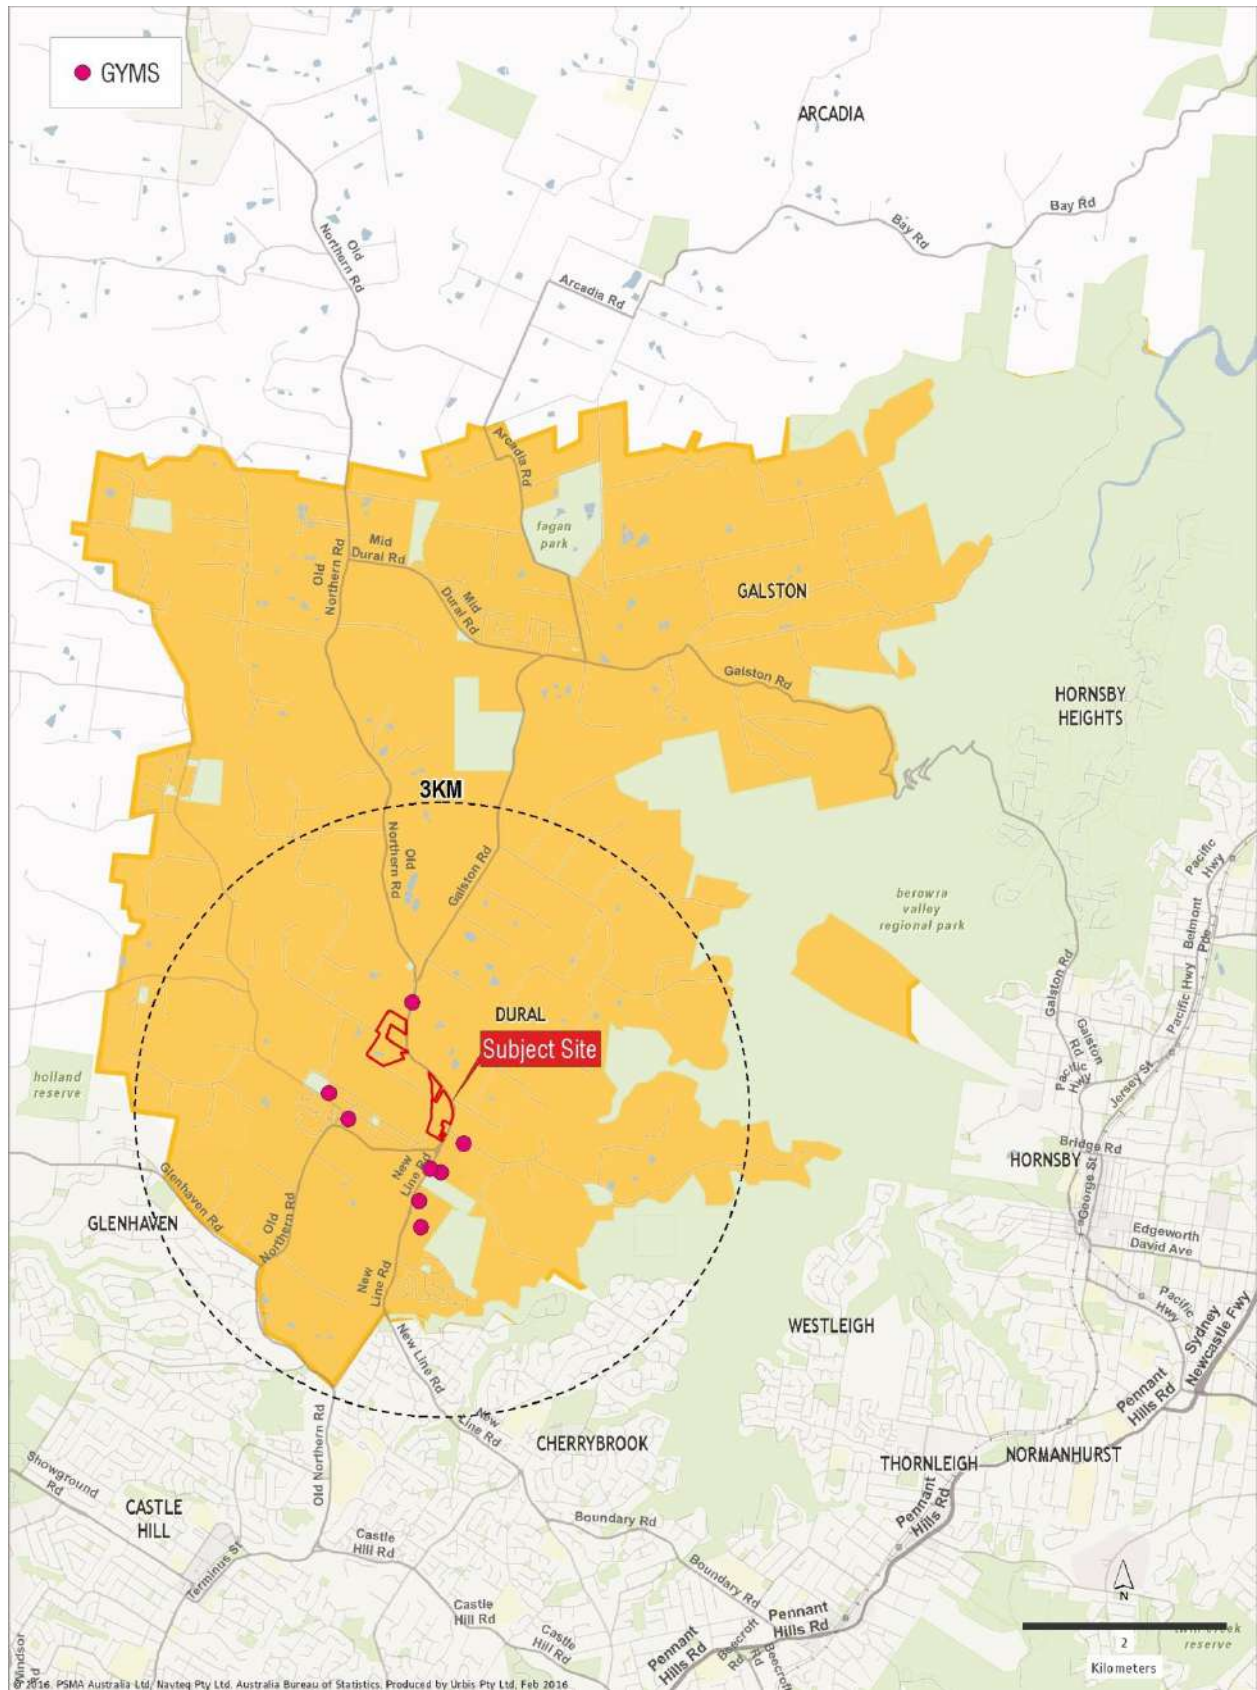 GYMS
ARCADIA
Bay Rd
Bay Rd
Old
Northern Rd
Arcadia Rd
Arcadia Rd
fagan
park
Mid
Dural Rd
Old
Northern Rd
Mid
Dural Rd
GALSTON
Galston Rd
HORNSBY
HEIGHTS
3KM
Old
Northern Rd
Galston Rd
Pacific
Hwy
Belmont
Pde
berowra
valley
regional park
Galston Rd
Pacific Hwy
DURAL
Subject Site
Galston
Rd
Pacific
Hwy
Jersey St
holland
reserve
Bridge Rd
HORNSBY
George St
New
Line Rd
Glenhaven Rd
GLENHAVEN
Old
Northern Rd
Edgeworth
David Ave
New
Line Rd
Pacific
Hwy
Sydney
Newcastle Fwy
WESTLEIGH
New Line Rd
Pennant
Hills Rd
New
Line Rd
CHERRYBROOK
Old Northern Rd
THORNLEIGH
NORMANHURST
Showground
Rd
Pennant
Hills Rd
CASTLE
HILL
Boundary Rd
Castle
Hill Rd
Terminus St
Boundary Rd
N
Castle
Hill Rd
Pennant
Hills Rd
Castle
Hill Rd
Pennant
Hills Rd
Beecroft
Rd
Beecroft
Rd
reserve
2
Kilometers
Windsor
Rd
© 2016. PSMA Australia Ltd, Navteq Pty Ltd, Australia Bureau of Statistics. Produced by Urbis Pty Ltd, Feb 2016